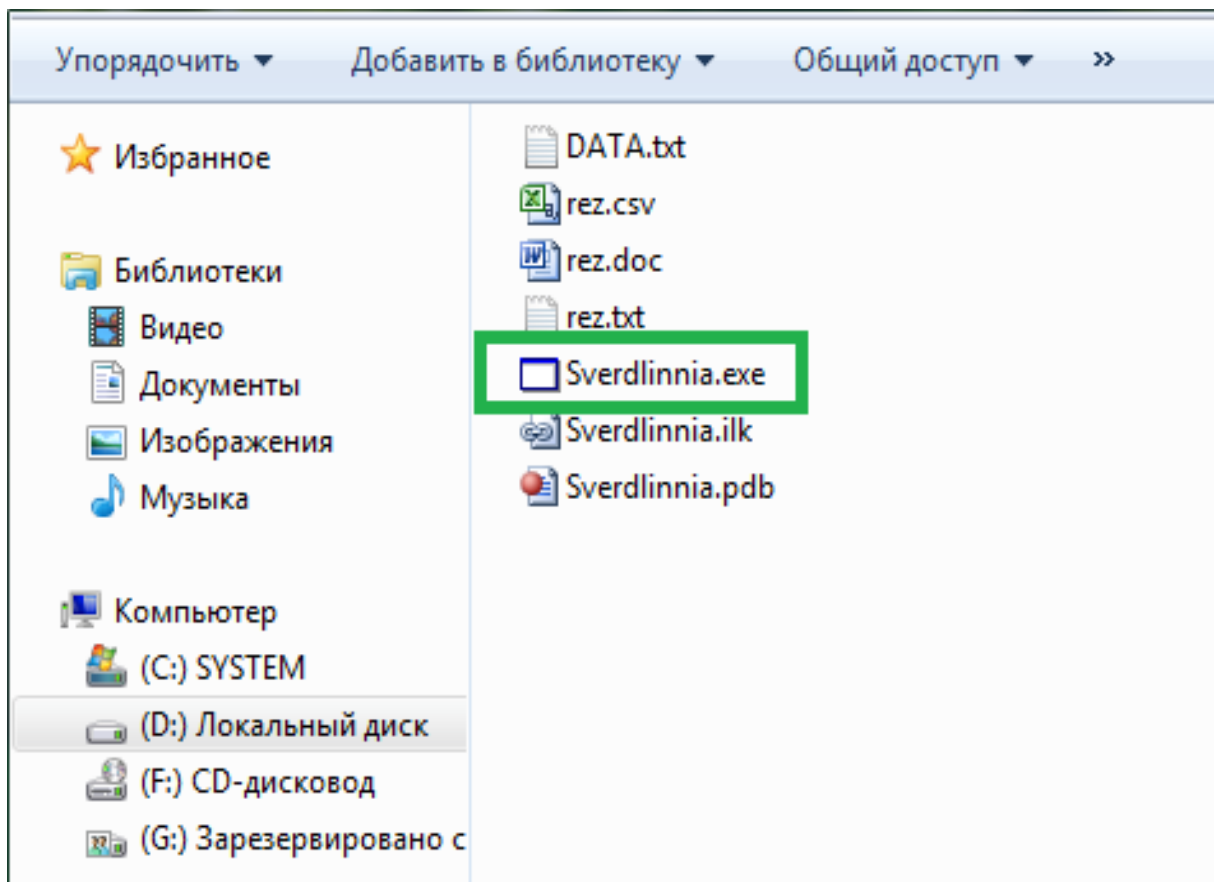 Упорядочить Добавить в библиотеку Общий доступ »
Избранное
Библиотеки
Видео
Документы
Изображения
Музыка
Компьютер
(C:) SYSTEM
(D:) Локальный диск
(F:) CD-дисковод
(G:) Зарезервировано с
DATA.txt
rez.csv
rez.doc
rez.txt
Sverdlinnia.exe
Sverdlinnia.ilk
Sverdlinnia.pdb